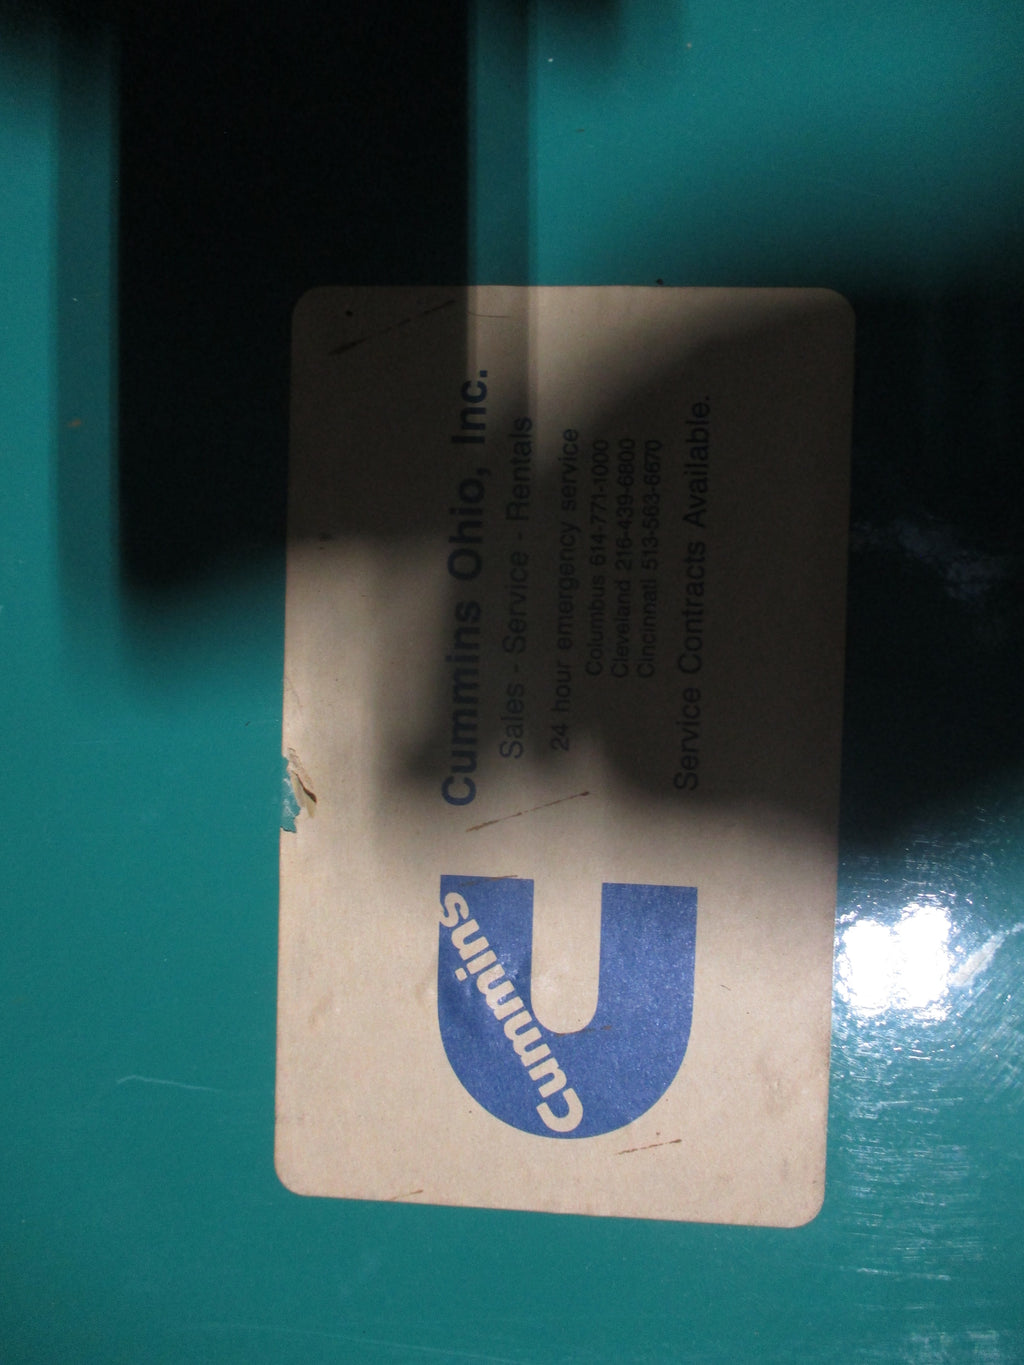 Cummins
Cummins Ohio, Inc.
Sales - Service - Rentals
24 hour emergency service
Columbus 614-771-1000
Cleveland 216-439-6800
Cincinnati 513-563-6670
Service Contracts Available.